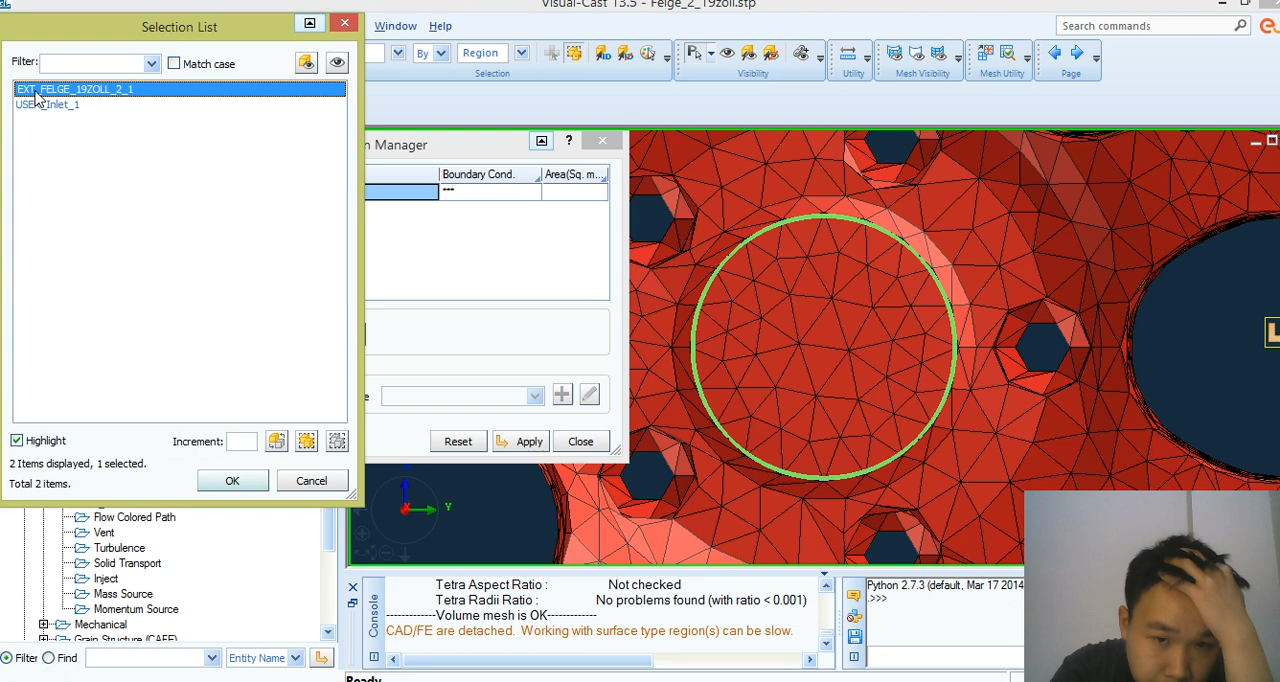 Visual-Cast 13.5 - Felge_2_19zoll.stp
Selection List
Window Help
Search commands
Filter:
Match case
By
Region
Selection
Visibility
Utility
Mesh Visibility
Mesh Utility
Page
EXT_FELGE_19ZOLL_2_1
USER_Inlet_1
n Manager
?
Boundary Cond.
Area(Sq. m...
***
Highlight
Increment:
2 Items displayed, 1 selected.
Total 2 items.
OK
Cancel
Reset
Apply
Close
Y
Flow Colored Path
Vent
Turbulence
Solid Transport
Inject
Mass Source
Momentum Source
Mechanical
Grain Structure (CAFE)
Filter
Find
Entity Name
Console
Tetra Aspect Ratio : Not checked
Tetra Radii Ratio : No problems found (with ratio < 0.001)
-------------Volume mesh is OK-------------
CAD/FE are detached. Working with surface type region(s) can be slow.
Python 2.7.3 (default, Mar 17 2014
>>>
Ready